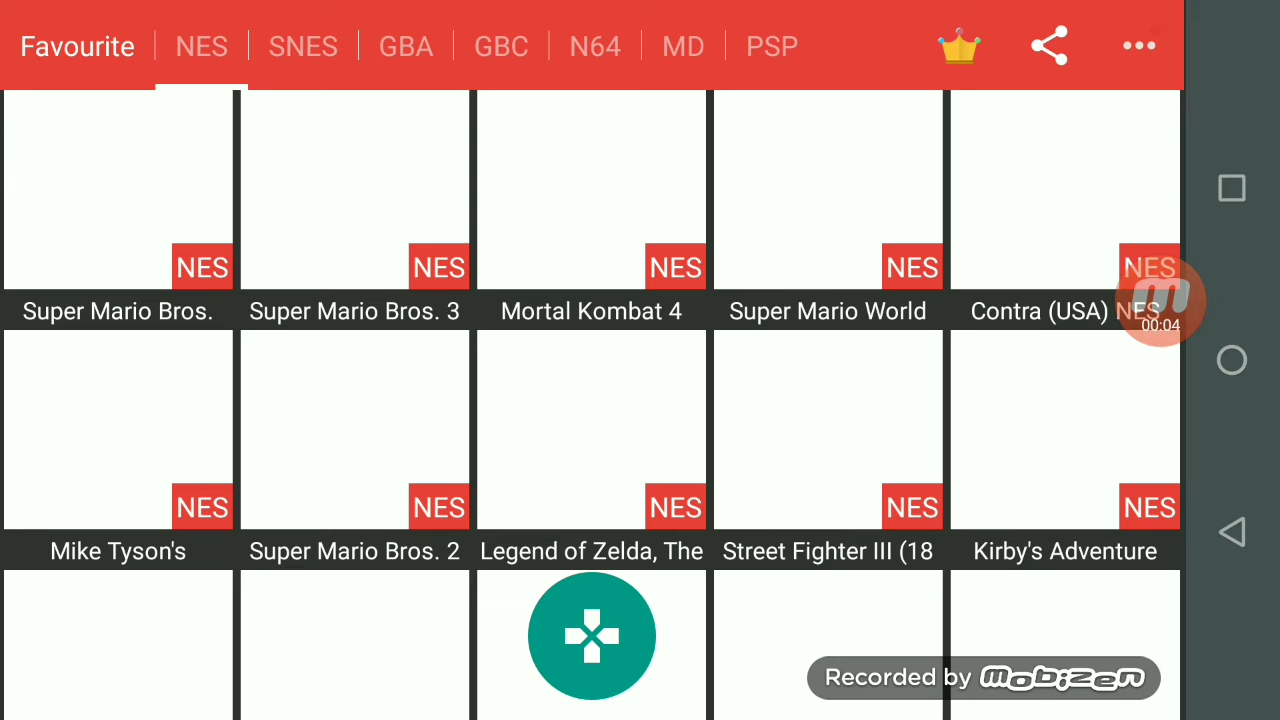 Favourite NES SNES GBA GBC N64 MD PSP
NES NES NES NES NES
Super Mario Bros. Super Mario Bros. 3 Mortal Kombat 4 Super Mario World Contra (USA) NES
00:04
NES NES NES NES NES
Mike Tyson's Super Mario Bros. 2 Legend of Zelda, The Street Fighter III (18 Kirby's Adventure
Recorded by mobizen